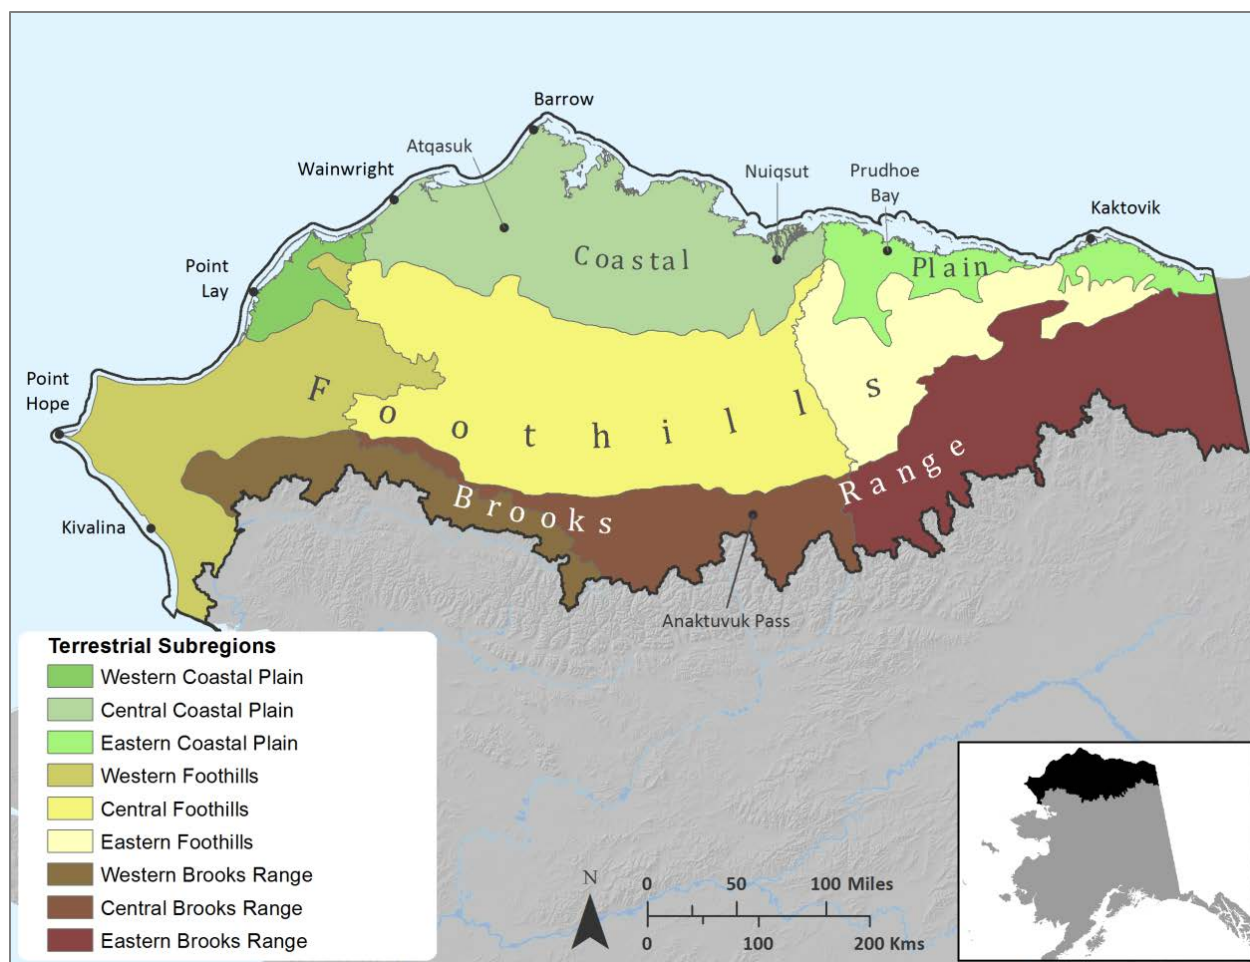 Barrow
Atqasuk
Wainwright
Nuiqsut
Prudhoe
Bay
Kaktovik
Coastal
Plain
Point
Lay
Point
Hope
Foothills
Brooks
Range
Kivalina
Anaktuvuk Pass
Terrestrial Subregions
Western Coastal Plain
Central Coastal Plain
Eastern Coastal Plain
Western Foothills
Central Foothills
Eastern Foothills
Western Brooks Range
Central Brooks Range
Eastern Brooks Range
N
0 50 100 Miles
0 100 200 Kms